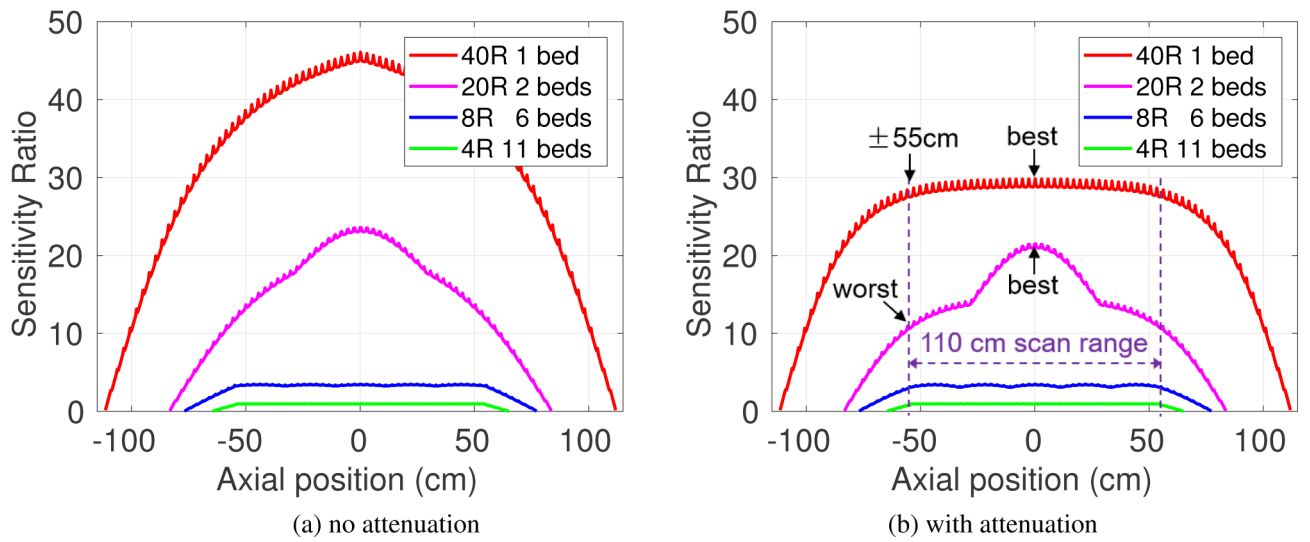 50
40
30
20
10
0
Sensitivity Ratio
40R 1 bed
20R 2 beds
8R 6 beds
4R 11 beds
-100 -50 0 50 100
Axial position (cm)
(a) no attenuation
50
40
30
20
10
0
Sensitivity Ratio
40R 1 bed
20R 2 beds
8R 6 beds
4R 11 beds
±55cm
best
worst
best
110 cm scan range
-100 -50 0 50 100
Axial position (cm)
(b) with attenuation